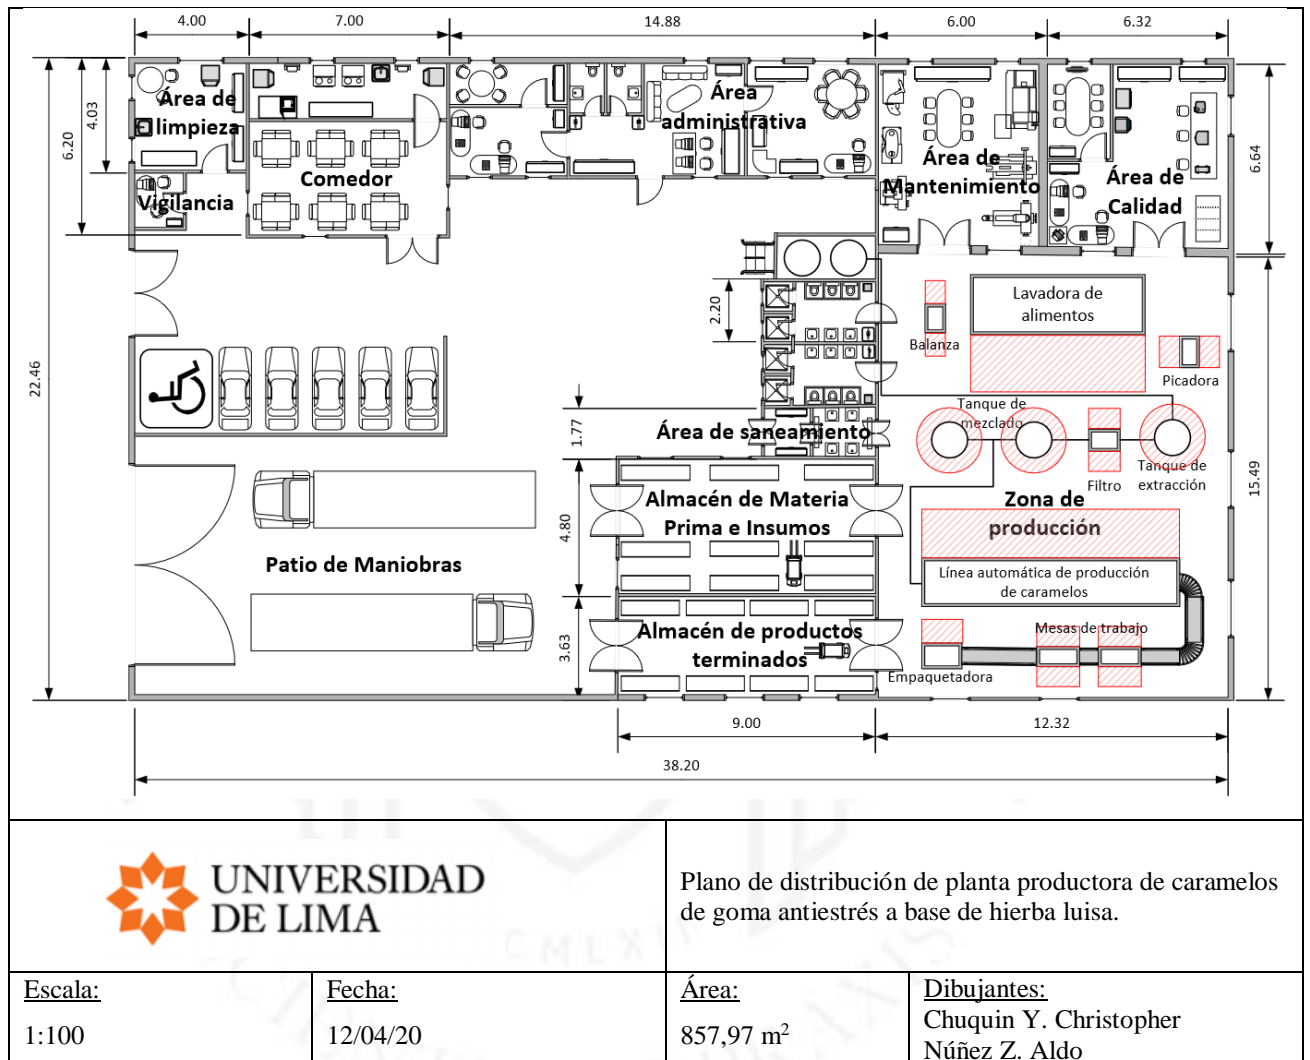 4.00
7.00
14.88
6.00
6.32
4.03
6.20
22.46
6.64
15.49
Área de
limpieza
Vigilancia
Comedor
Área
administrativa
Área de
Mantenimiento
Área de
Calidad
2.20
1.77
4.80
3.63
Lavadora de
alimentos
Balanza
Picadora
Tanque de
mezclado
Filtro
Tanque de
extracción
Área de saneamiento
Zona de
producción
Almacén de Materia
Prima e Insumos
Patio de Maniobras
Línea automática de producción
de caramelos
Mesas de trabajo
Almacén de productos
terminados
Empaquetadora
9.00
12.32
38.20
UNIVERSIDAD
DE LIMA
Plano de distribución de planta productora de caramelos
de goma antiestrés a base de hierba luisa.
Escala:
1:100
Fecha:
12/04/20
Área:
857,97 m²
Dibujantes:
Chuquin Y. Christopher
Núñez Z. Aldo